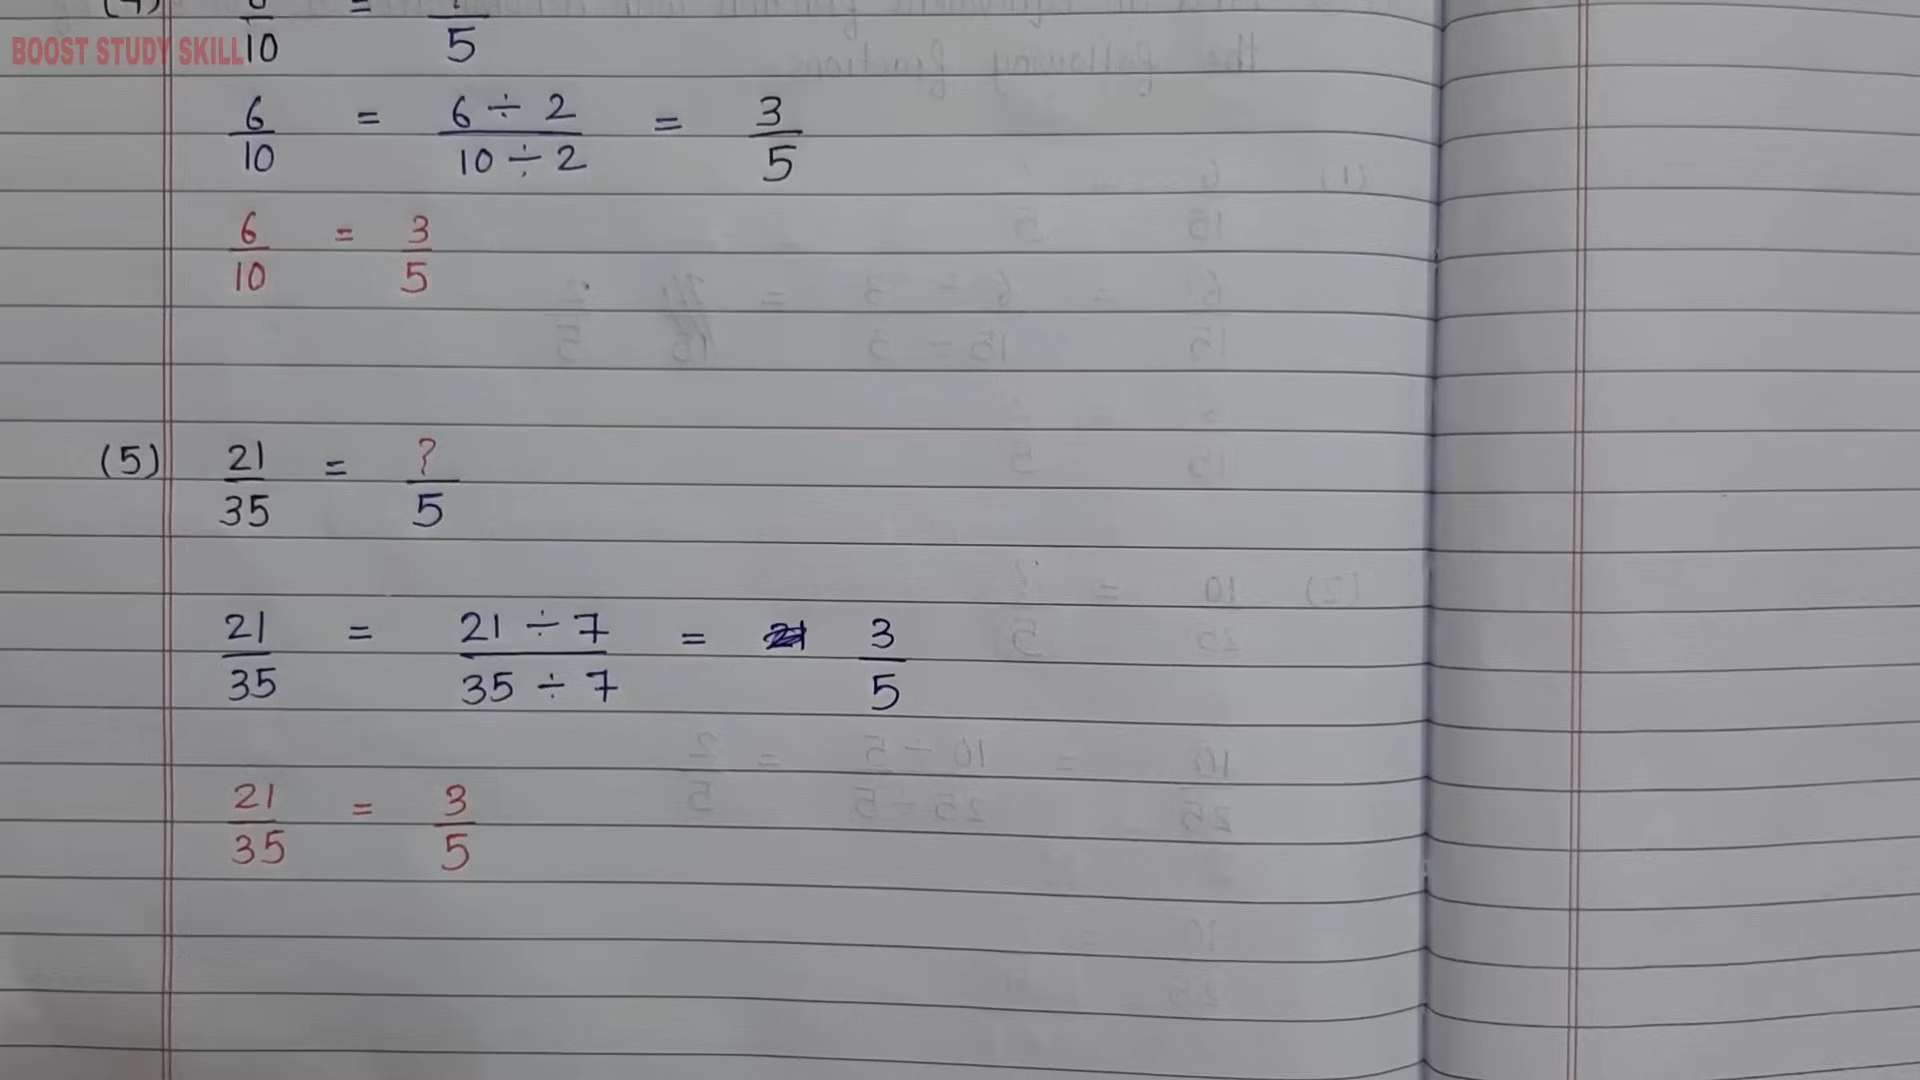 BOOST STUDY SKILL
10 5
6/10 = 6 ÷ 2/10 ÷ 2 = 3/5
6/10 = 3/5
(5) 21/35 = ?/5
21/35 = 21 ÷ 7/35 ÷ 7 = 3/5
21/35 = 3/5